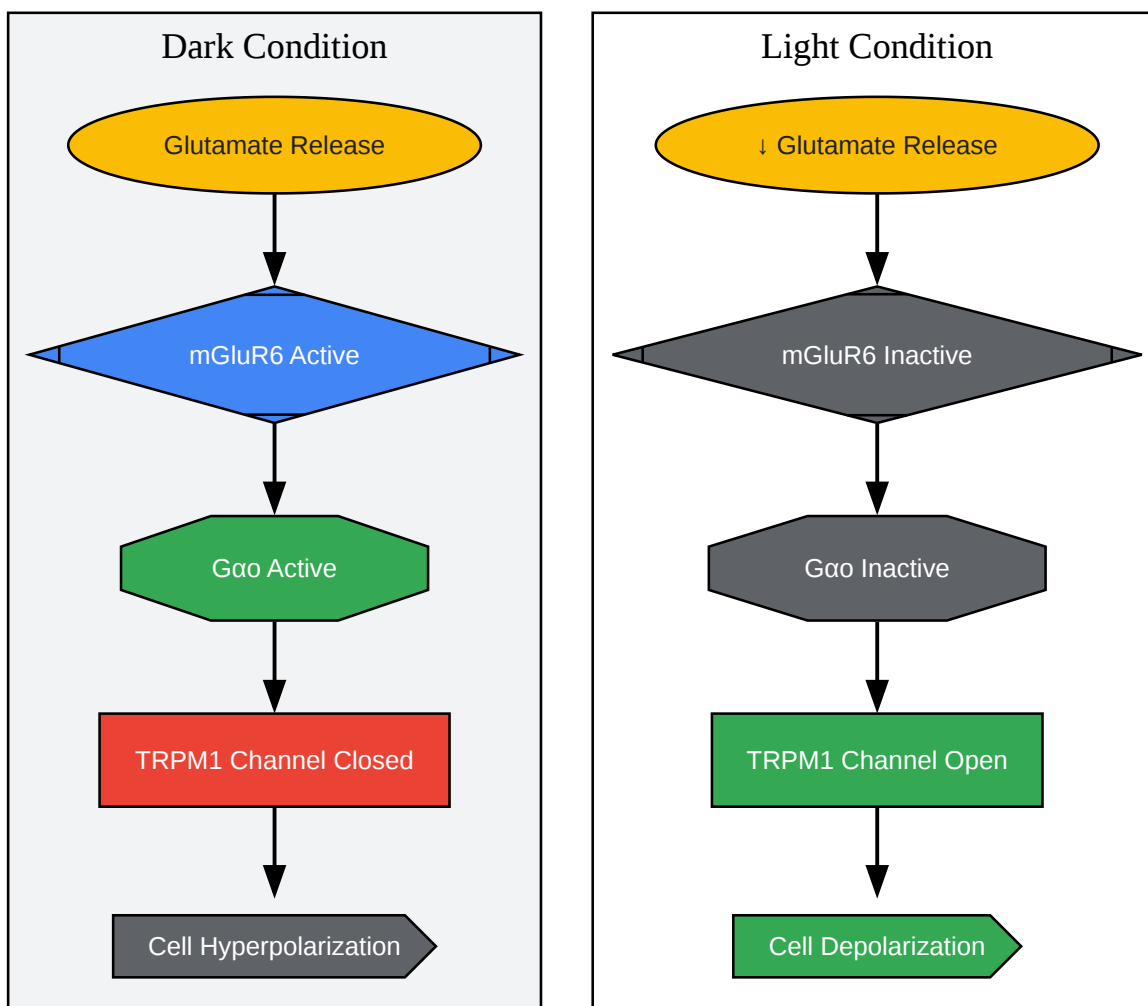 Dark Condition
Glutamate Release
mGluR6 Active
Gαo Active
TRPM1 Channel Closed
Cell Hyperpolarization
Light Condition
↓ Glutamate Release
mGluR6 Inactive
Gαo Inactive
TRPM1 Channel Open
Cell Depolarization